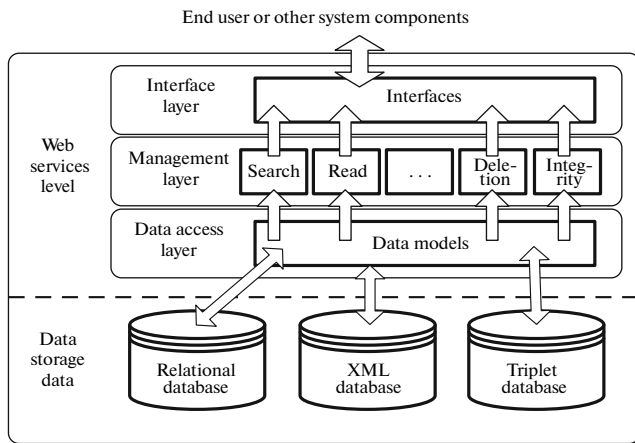 End user or other system components
Interface
layer
Interfaces
Web
services
level
Management
layer
Search
Read
. . .
Dele-
tion
Integ-
rity
Data access
layer
Data models
Data
storage
data
Relational
database
XML
database
Triplet
database